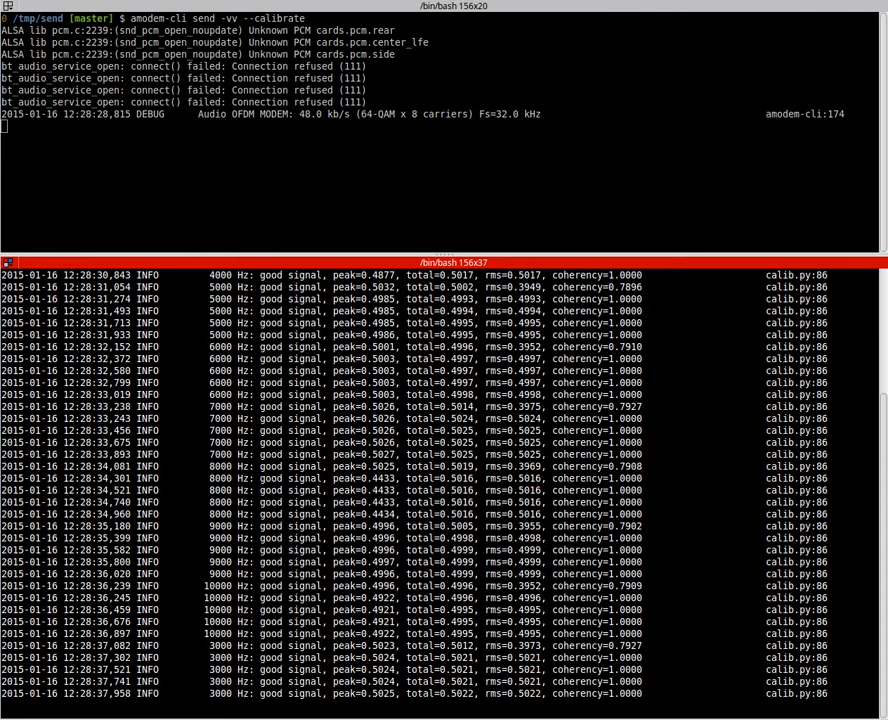 /bin/bash 156x20
0 /tmp/send [master] $ amodem-cli send -vv --calibrate
ALSA lib pcm.c:2239:(snd_pcm_open_noupdate) Unknown PCM cards.pcm.rear
ALSA lib pcm.c:2239:(snd_pcm_open_noupdate) Unknown PCM cards.pcm.center_lfe
ALSA lib pcm.c:2239:(snd_pcm_open_noupdate) Unknown PCM cards.pcm.side
bt_audio_service_open: connect() failed: Connection refused (111)
bt_audio_service_open: connect() failed: Connection refused (111)
bt_audio_service_open: connect() failed: Connection refused (111)
bt_audio_service_open: connect() failed: Connection refused (111)
2015-01-16 12:28:28,815 DEBUG Audio OFDM MODEM: 48.0 kb/s (64-QAM x 8 carriers) Fs=32.0 kHz amodem-cli:174
/bin/bash 156x37
2015-01-16 12:28:30,843 INFO 4000 Hz: good signal, peak=0.4877, total=0.5017, rms=0.5017, coherency=1.0000 calib.py:86
2015-01-16 12:28:31,054 INFO 5000 Hz: good signal, peak=0.5032, total=0.5002, rms=0.3949, coherency=0.7896 calib.py:86
2015-01-16 12:28:31,274 INFO 5000 Hz: good signal, peak=0.4985, total=0.4993, rms=0.4993, coherency=1.0000 calib.py:86
2015-01-16 12:28:31,493 INFO 5000 Hz: good signal, peak=0.4985, total=0.4994, rms=0.4994, coherency=1.0000 calib.py:86
2015-01-16 12:28:31,713 INFO 5000 Hz: good signal, peak=0.4985, total=0.4995, rms=0.4995, coherency=1.0000 calib.py:86
2015-01-16 12:28:31,933 INFO 5000 Hz: good signal, peak=0.4986, total=0.4995, rms=0.4995, coherency=1.0000 calib.py:86
2015-01-16 12:28:32,152 INFO 6000 Hz: good signal, peak=0.5001, total=0.4996, rms=0.3952, coherency=0.7910 calib.py:86
2015-01-16 12:28:32,372 INFO 6000 Hz: good signal, peak=0.5003, total=0.4997, rms=0.4997, coherency=1.0000 calib.py:86
2015-01-16 12:28:32,580 INFO 6000 Hz: good signal, peak=0.5003, total=0.4997, rms=0.4997, coherency=1.0000 calib.py:86
2015-01-16 12:28:32,799 INFO 6000 Hz: good signal, peak=0.5003, total=0.4997, rms=0.4997, coherency=1.0000 calib.py:86
2015-01-16 12:28:33,019 INFO 6000 Hz: good signal, peak=0.5003, total=0.4998, rms=0.4998, coherency=1.0000 calib.py:86
2015-01-16 12:28:33,238 INFO 7000 Hz: good signal, peak=0.5026, total=0.5014, rms=0.3975, coherency=0.7927 calib.py:86
2015-01-16 12:28:33,243 INFO 7000 Hz: good signal, peak=0.5026, total=0.5024, rms=0.5024, coherency=1.0000 calib.py:86
2015-01-16 12:28:33,456 INFO 7000 Hz: good signal, peak=0.5026, total=0.5025, rms=0.5025, coherency=1.0000 calib.py:86
2015-01-16 12:28:33,675 INFO 7000 Hz: good signal, peak=0.5026, total=0.5025, rms=0.5025, coherency=1.0000 calib.py:86
2015-01-16 12:28:33,893 INFO 7000 Hz: good signal, peak=0.5027, total=0.5025, rms=0.5025, coherency=1.0000 calib.py:86
2015-01-16 12:28:34,081 INFO 8000 Hz: good signal, peak=0.5025, total=0.5019, rms=0.3969, coherency=0.7908 calib.py:86
2015-01-16 12:28:34,301 INFO 8000 Hz: good signal, peak=0.4433, total=0.5016, rms=0.5016, coherency=1.0000 calib.py:86
2015-01-16 12:28:34,521 INFO 8000 Hz: good signal, peak=0.4433, total=0.5016, rms=0.5016, coherency=1.0000 calib.py:86
2015-01-16 12:28:34,740 INFO 8000 Hz: good signal, peak=0.4433, total=0.5016, rms=0.5016, coherency=1.0000 calib.py:86
2015-01-16 12:28:34,960 INFO 8000 Hz: good signal, peak=0.4434, total=0.5016, rms=0.5016, coherency=1.0000 calib.py:86
2015-01-16 12:28:35,180 INFO 9000 Hz: good signal, peak=0.4996, total=0.5005, rms=0.3955, coherency=0.7902 calib.py:86
2015-01-16 12:28:35,399 INFO 9000 Hz: good signal, peak=0.4996, total=0.4998, rms=0.4998, coherency=1.0000 calib.py:86
2015-01-16 12:28:35,582 INFO 9000 Hz: good signal, peak=0.4996, total=0.4999, rms=0.4999, coherency=1.0000 calib.py:86
2015-01-16 12:28:35,800 INFO 9000 Hz: good signal, peak=0.4997, total=0.4999, rms=0.4999, coherency=1.0000 calib.py:86
2015-01-16 12:28:36,020 INFO 9000 Hz: good signal, peak=0.4996, total=0.4999, rms=0.4999, coherency=1.0000 calib.py:86
2015-01-16 12:28:36,239 INFO 10000 Hz: good signal, peak=0.4996, total=0.4996, rms=0.3952, coherency=0.7909 calib.py:86
2015-01-16 12:28:36,245 INFO 10000 Hz: good signal, peak=0.4922, total=0.4996, rms=0.4996, coherency=1.0000 calib.py:86
2015-01-16 12:28:36,459 INFO 10000 Hz: good signal, peak=0.4921, total=0.4995, rms=0.4995, coherency=1.0000 calib.py:86
2015-01-16 12:28:36,676 INFO 10000 Hz: good signal, peak=0.4921, total=0.4995, rms=0.4995, coherency=1.0000 calib.py:86
2015-01-16 12:28:36,897 INFO 10000 Hz: good signal, peak=0.4922, total=0.4995, rms=0.4995, coherency=1.0000 calib.py:86
2015-01-16 12:28:37,082 INFO 3000 Hz: good signal, peak=0.5023, total=0.5012, rms=0.3973, coherency=0.7927 calib.py:86
2015-01-16 12:28:37,302 INFO 3000 Hz: good signal, peak=0.5024, total=0.5021, rms=0.5021, coherency=1.0000 calib.py:86
2015-01-16 12:28:37,521 INFO 3000 Hz: good signal, peak=0.5024, total=0.5021, rms=0.5021, coherency=1.0000 calib.py:86
2015-01-16 12:28:37,741 INFO 3000 Hz: good signal, peak=0.5024, total=0.5021, rms=0.5021, coherency=1.0000 calib.py:86
2015-01-16 12:28:37,958 INFO 3000 Hz: good signal, peak=0.5025, total=0.5022, rms=0.5022, coherency=1.0000 calib.py:86